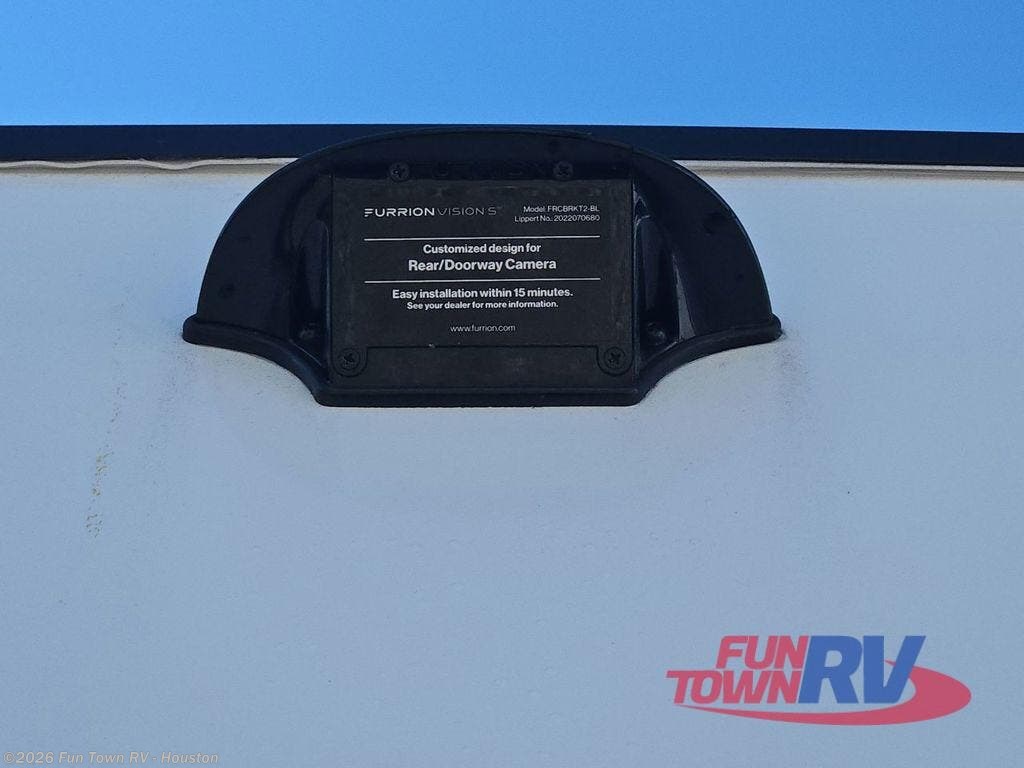 FURRION VISION S
Model: FRCBRKT2-BL
Lippert No.: 2022070680
Customized design for
Rear/Doorway Camera
Easy installation within 15 minutes.
See your dealer for more information.
www.furrion.com
FUN
TOWN RV
©2026 Fun Town RV - Houston